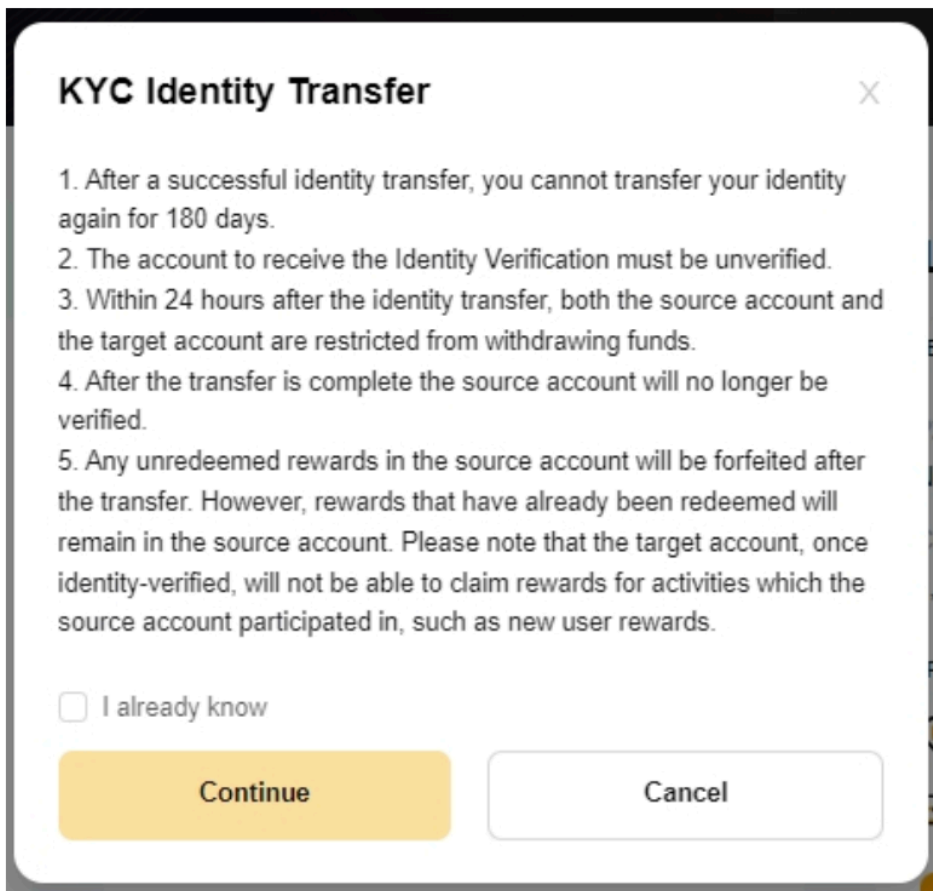 KYC Identity Transfer
X
1. After a successful identity transfer, you cannot transfer your identity
again for 180 days.
2. The account to receive the Identity Verification must be unverified.
3. Within 24 hours after the identity transfer, both the source account and
the target account are restricted from withdrawing funds.
4. After the transfer is complete the source account will no longer be
verified.
5. Any unredeemed rewards in the source account will be forfeited after
the transfer. However, rewards that have already been redeemed will
remain in the source account. Please note that the target account, once
identity-verified, will not be able to claim rewards for activities which the
source account participated in, such as new user rewards.
I already know
Continue
Cancel